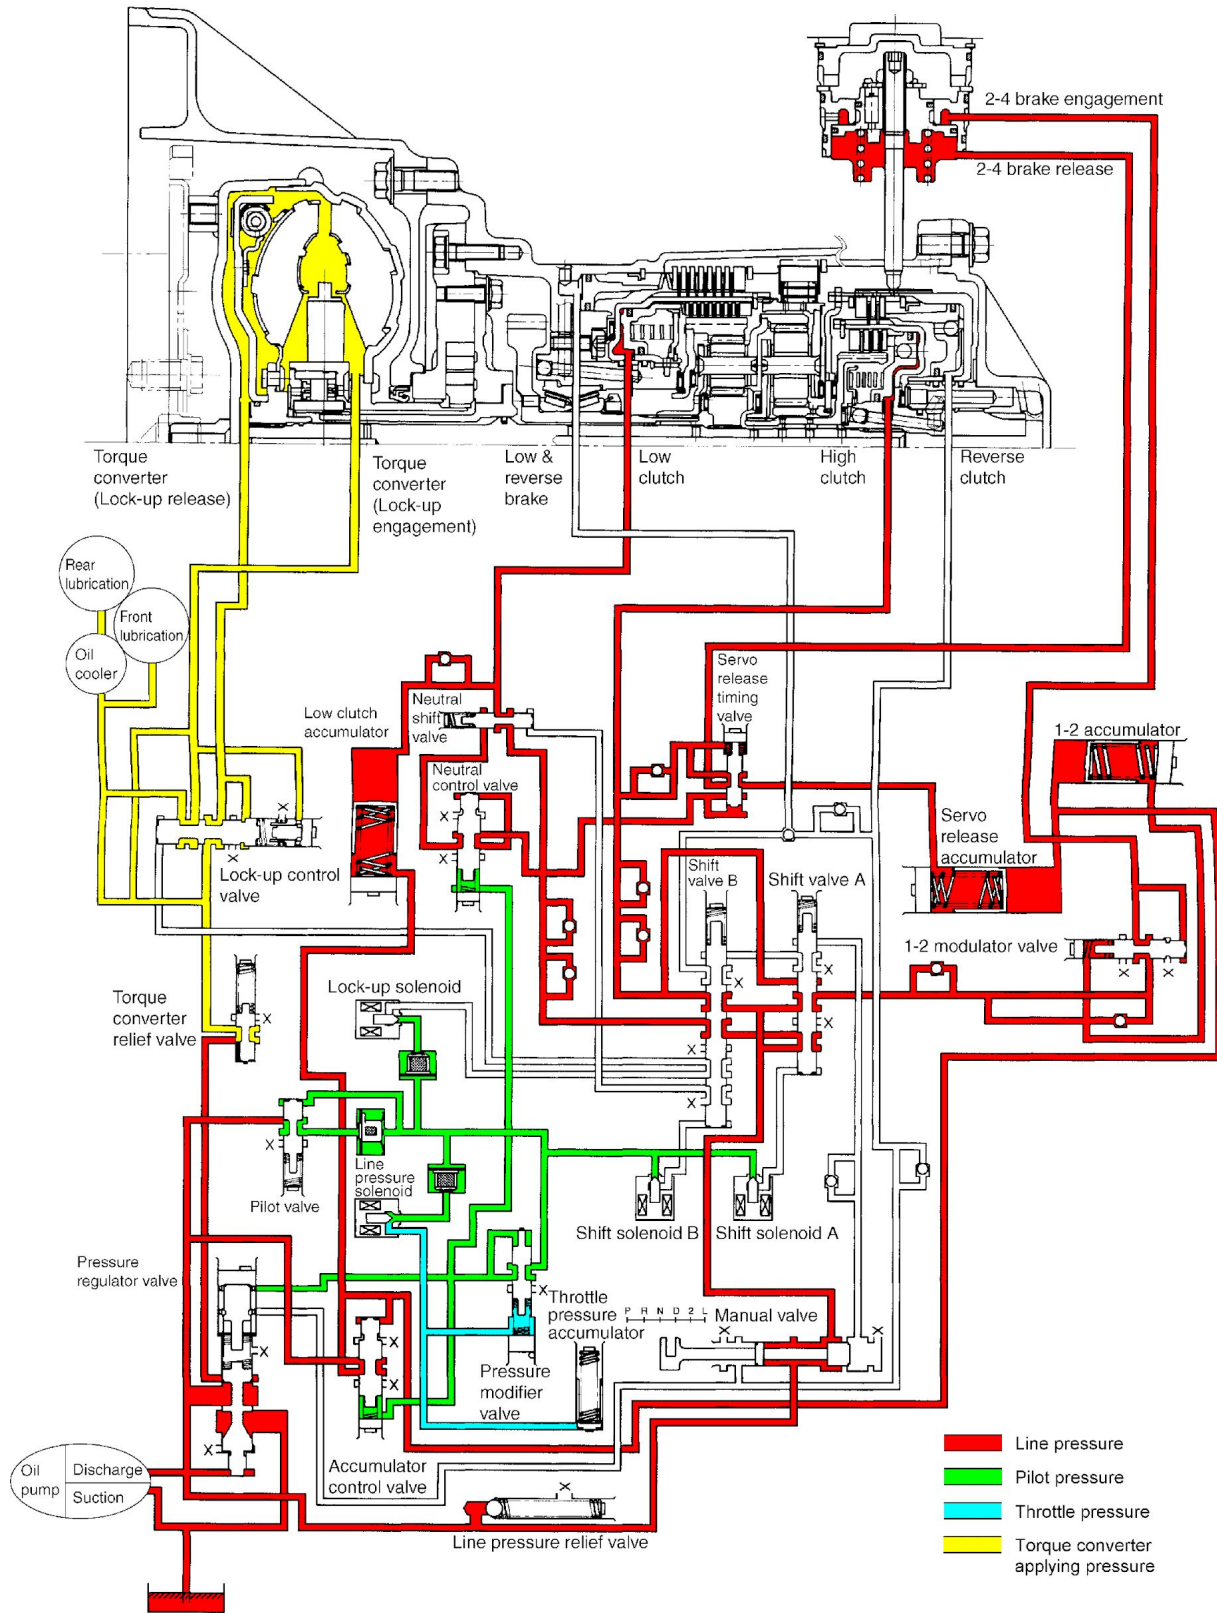 2-4 brake engagement
2-4 brake release
Torque
converter
(Lock-up release)
Torque
converter
(Lock-up
engagement)
Low &
reverse
brake
Low
clutch
High
clutch
Reverse
clutch
Rear
lubrication
Front
lubrication
Oil
cooler
Low clutch
accumulator
Neutral
shift
valve
Neutral
control valve
Servo
release
timing
valve
1-2 accumulator
Servo
release
accumulator
Lock-up control
valve
X
X
X
X
Shift
valve B
Shift valve A
1-2 modulator valve
X
X
X
X
X
X
X
Torque
converter
relief valve
X
Lock-up solenoid
Pilot valve
X
Line
pressure
solenoid
Shift solenoid B
Shift solenoid A
X
X
Pressure
regulator valve
X
X
X
X
X
Throttle
pressure
accumulator
Pressure
modifier
valve
P R N D 2 L
Manual valve
X
X
Oil
pump
Discharge
Suction
Accumulator
control valve
X
Line pressure relief valve
Line pressure
Pilot pressure
Throttle pressure
Torque converter
applying pressure